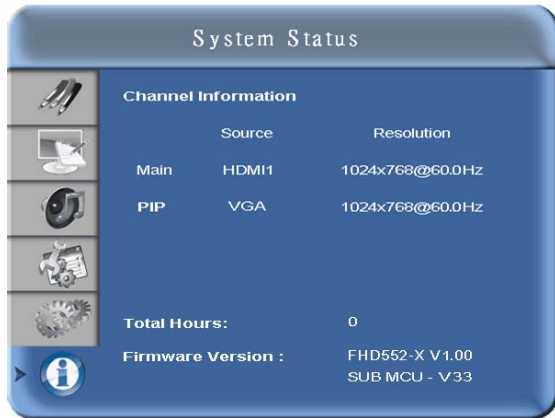 System Status
Channel Information
Source Resolution
Main HDMI1 1024x768@60.0Hz
PIP VGA 1024x768@60.0Hz
Total Hours: 0
Firmware Version : FHD552-X V1.00
SUB MCU - V33